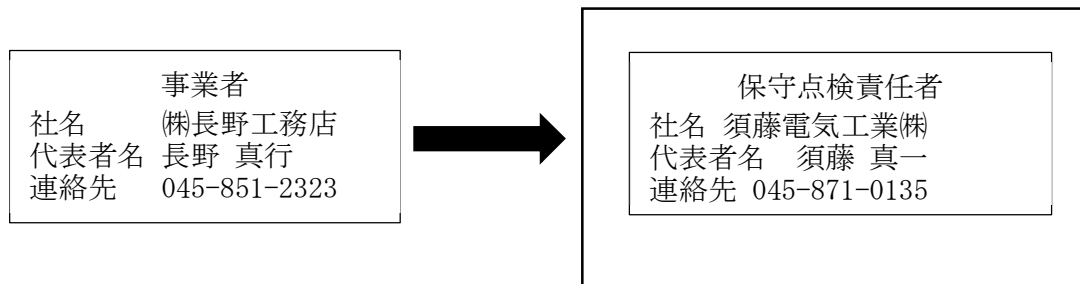 事業者
社名 ㈱長野工務店
代表者名 長野 真行
連絡先 045-851-2323
保守点検責任者
社名 須藤電気工業㈱
代表者名 須藤 真一
連絡先 045-871-0135